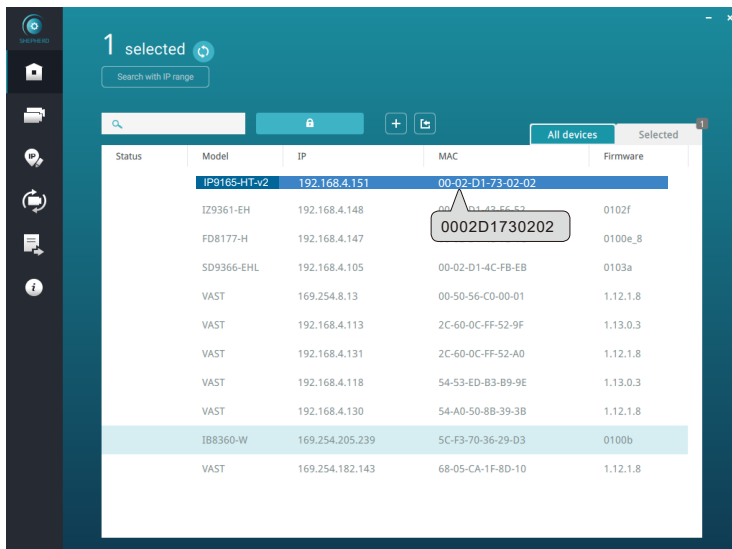 SHEPHERD
1 selected
Search with IP range
All devices Selected 1
Status Model IP MAC Firmware
IP9165-HT-v2 192.168.4.151 00-02-D1-73-02-02
IZ9361-EH 192.168.4.148 0102f
0002D1730202
FD8177-H 192.168.4.147 0100e_8
SD9366-EHL 192.168.4.105 00-02-D1-4C-FB-EB 0103a
VAST 169.254.8.13 00-50-56-C0-00-01 1.12.1.8
VAST 192.168.4.113 2C-60-0C-FF-52-9F 1.13.0.3
VAST 192.168.4.131 2C-60-0C-FF-52-A0 1.12.1.8
VAST 192.168.4.118 54-53-ED-B3-B9-9E 1.13.0.3
VAST 192.168.4.130 54-A0-50-8B-39-3B 1.12.1.8
IB8360-W 169.254.205.239 5C-F3-70-36-29-D3 0100b
VAST 169.254.182.143 68-05-CA-1F-8D-10 1.12.1.8
IP